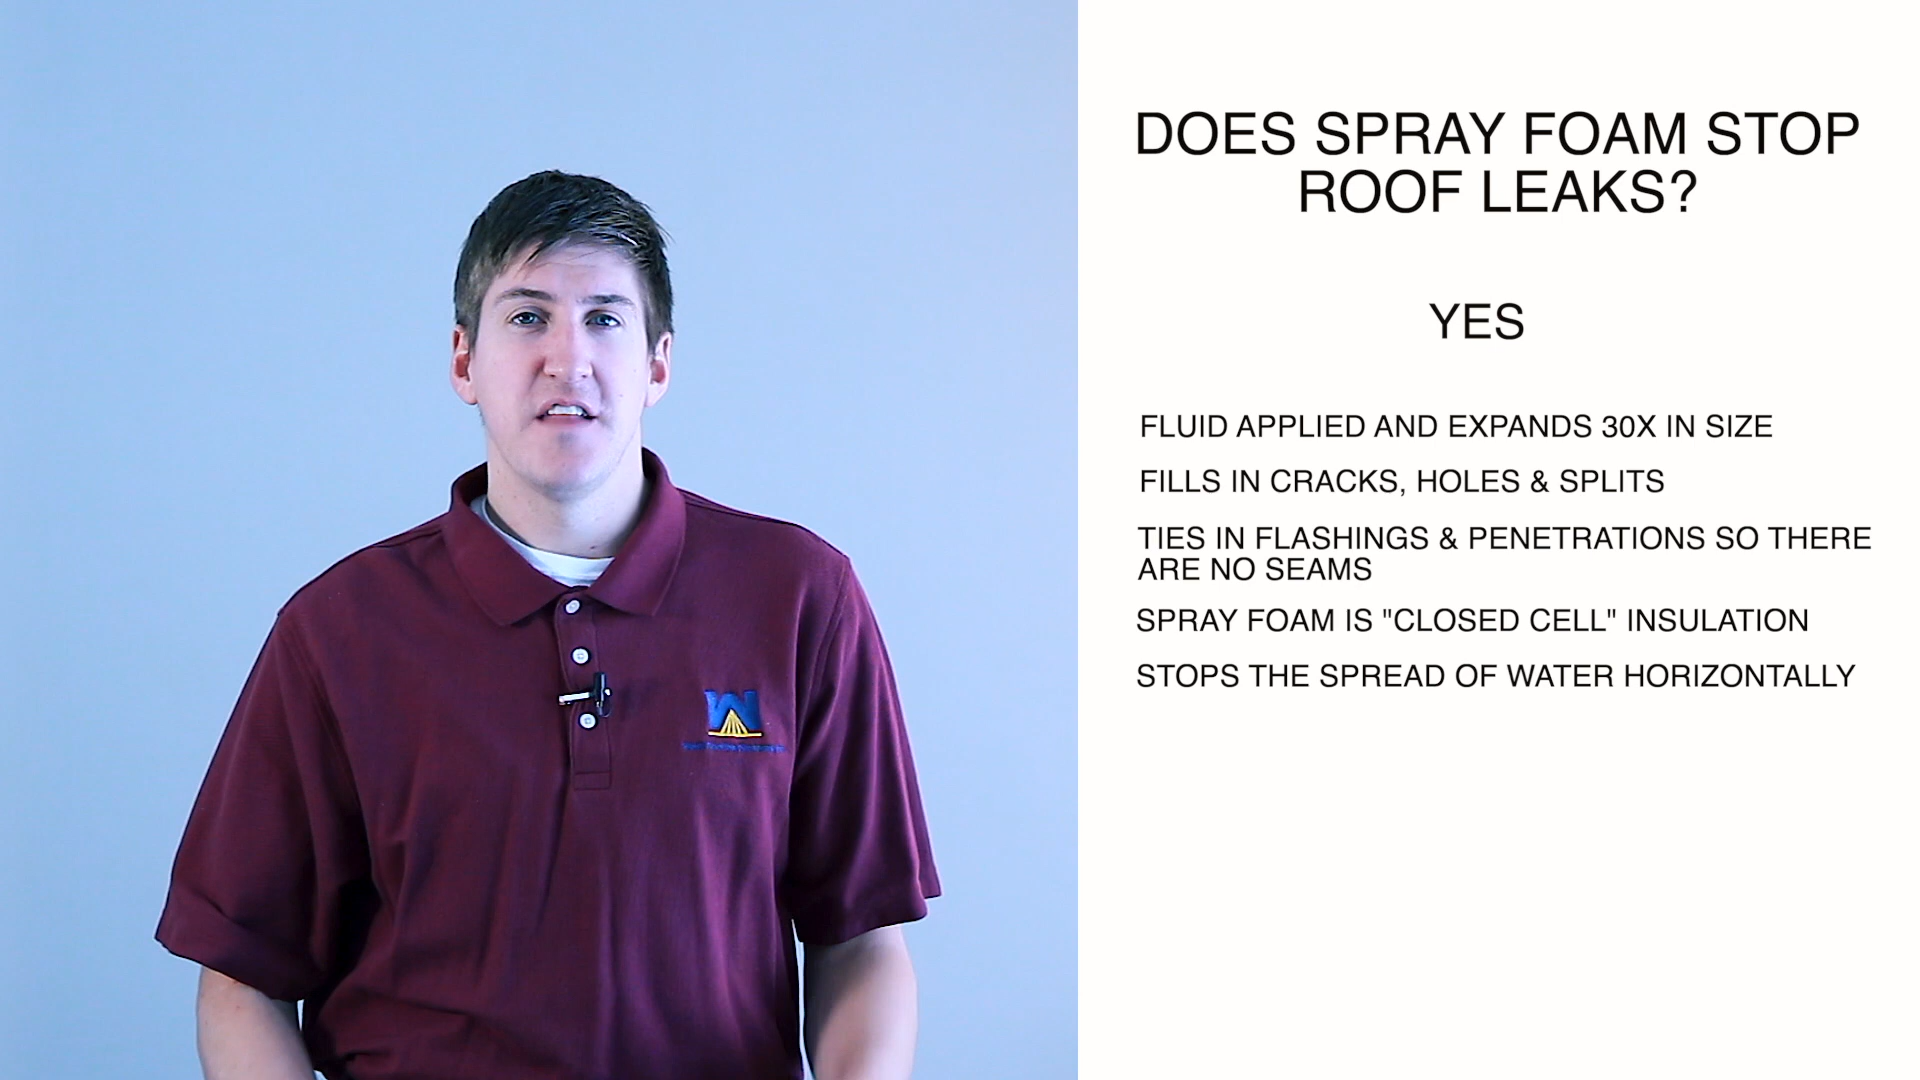 DOES SPRAY FOAM STOP
ROOF LEAKS?
YES
FLUID APPLIED AND EXPANDS 30X IN SIZE
FILLS IN CRACKS, HOLES & SPLITS
TIES IN FLASHINGS & PENETRATIONS SO THERE
ARE NO SEAMS
SPRAY FOAM IS "CLOSED CELL" INSULATION
STOPS THE SPREAD OF WATER HORIZONTALLY
W